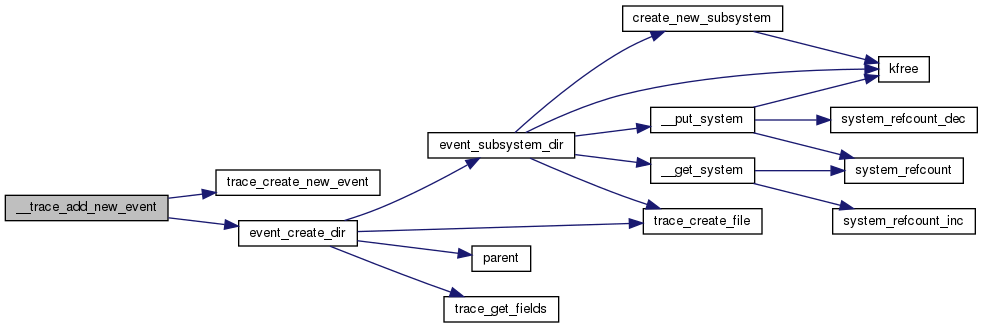 create_new_subsystem
kfree
__put_system
system_refcount_dec
event_subsystem_dir
__get_system
system_refcount
trace_create_new_event
__trace_add_new_event
trace_create_file
system_refcount_inc
event_create_dir
parent
trace_get_fields